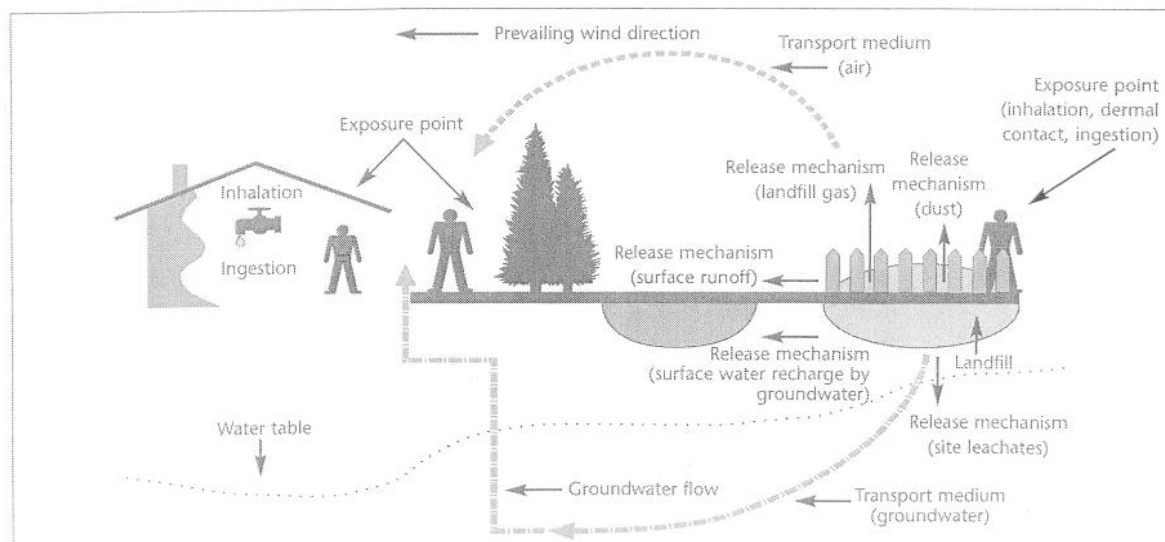 Prevailing wind direction
Transport medium
(air)
Exposure point
(inhalation, dermal
contact, ingestion)
Exposure point
Release mechanism
(landfill gas)
Release
mechanism
(dust)
Inhalation
Ingestion
Release mechanism
(surface runoff)
Release mechanism
(surface water recharge by
groundwater)
Landfill
Release mechanism
(site leachates)
Water table
Groundwater flow
Transport medium
(groundwater)